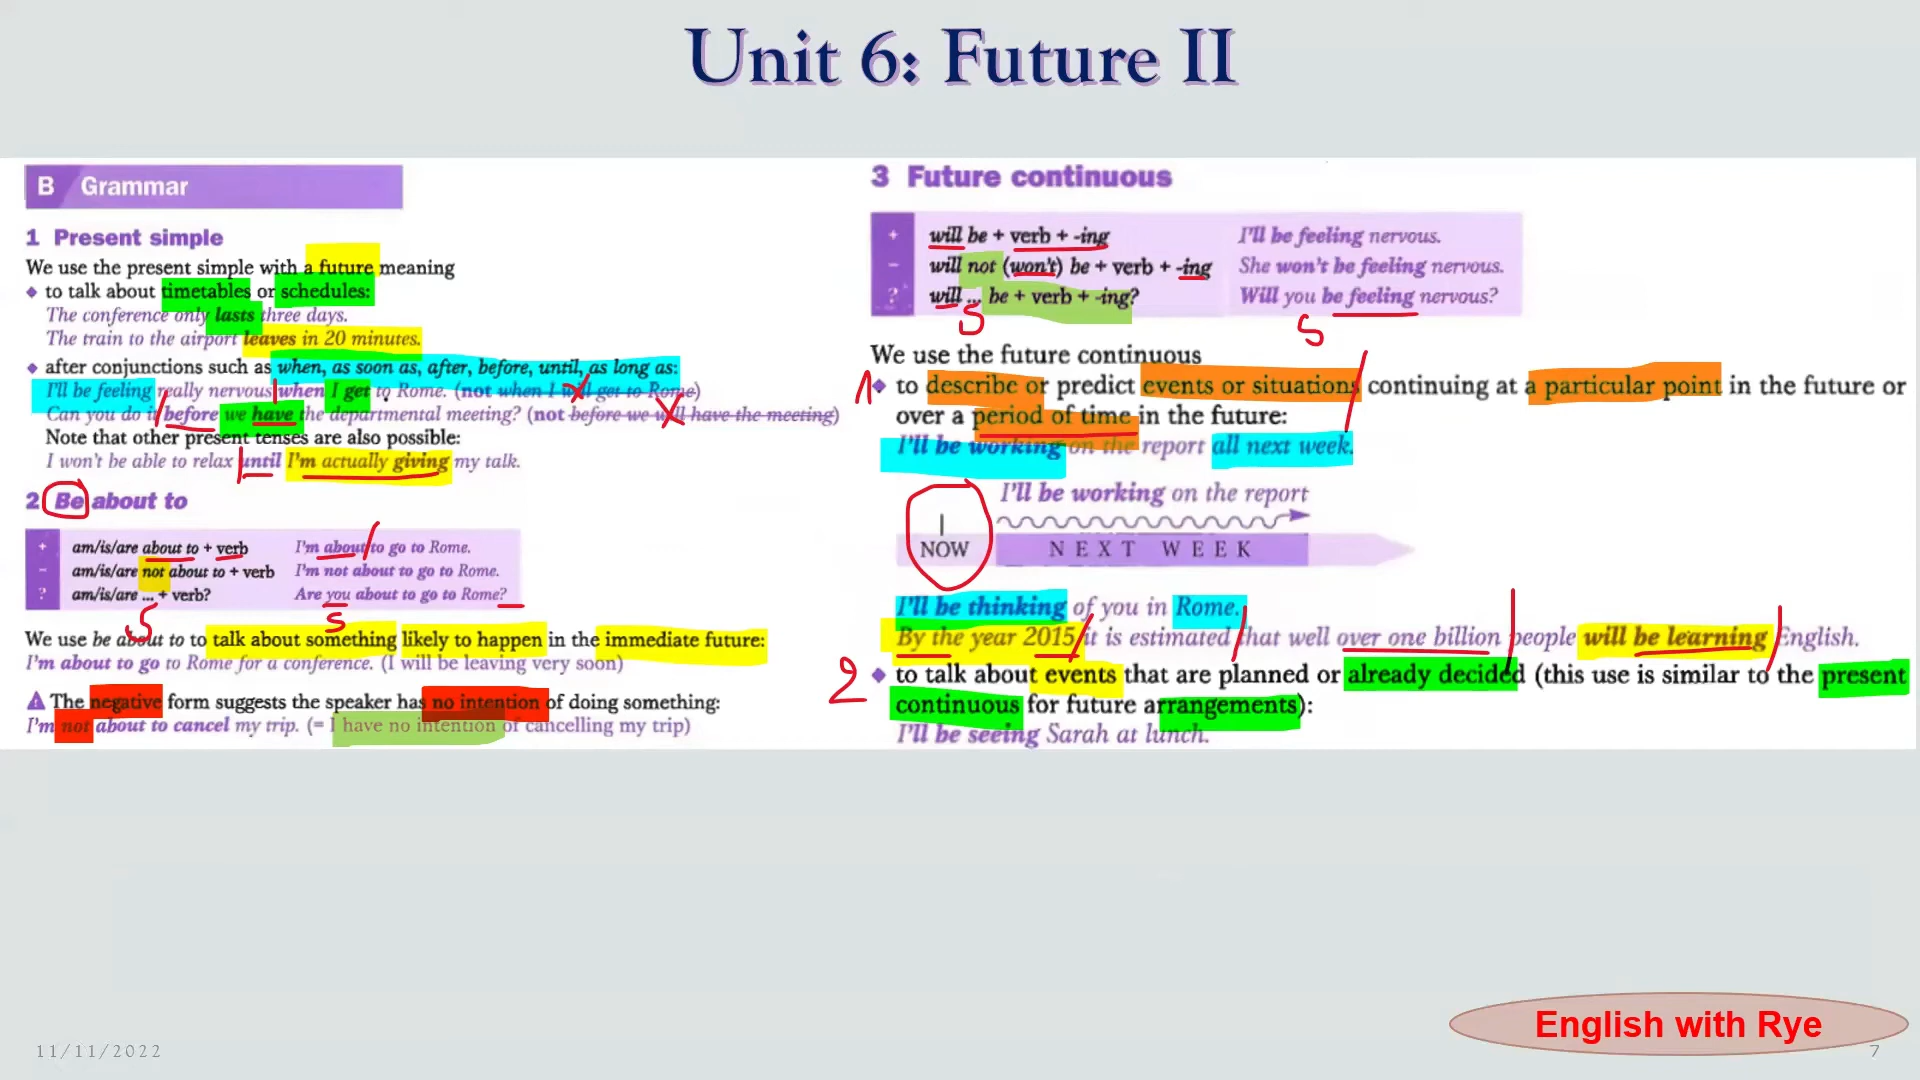 Unit 6: Future II
B Grammar
1 Present simple
We use the present simple with a future meaning
◆ to talk about timetables or schedules:
The conference only lasts three days.
The train to the airport leaves in 20 minutes.
◆ after conjunctions such as when, as soon as, after, before, until, as long as:
I'll be feeling really nervous when I get to Rome. (not when I will get to Rome)
Can you do it before we have the departmental meeting? (not before we will have the meeting)
Note that other present tenses are also possible:
I won't be able to relax until I'm actually giving my talk.
2 Be about to
+ am/is/are about to + verb I'm about to go to Rome.
– am/is/are not about to + verb I'm not about to go to Rome.
? am/is/are ... + verb? Are you about to go to Rome?
S S
We use be about to to talk about something likely to happen in the immediate future:
I'm about to go to Rome for a conference. (I will be leaving very soon)
The negative form suggests the speaker has no intention of doing something:
I'm not about to cancel my trip. (= I have no intention of cancelling my trip)
3 Future continuous
+ will be + verb + -ing I'll be feeling nervous.
– will not (won't) be + verb + -ing She won't be feeling nervous.
? will ... be + verb + -ing? Will you be feeling nervous?
S S
We use the future continuous
1 ◆ to describe or predict events or situations continuing at a particular point in the future or
over a period of time in the future:
I'll be working on the report all next week.
I'll be working on the report
NOW NEXT WEEK
I'll be thinking of you in Rome.
By the year 2015 it is estimated that well over one billion people will be learning English.
2 ◆ to talk about events that are planned or already decided (this use is similar to the present
continuous for future arrangements):
I'll be seeing Sarah at lunch.
English with Rye
11/11/2022
7